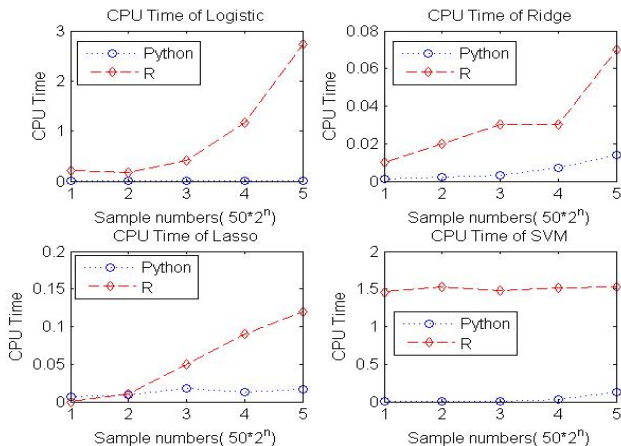 CPU Time of Logistic
3
2
1
0
CPU Time
Python
R
1 2 3 4 5
Sample numbers( 50*2^n)
CPU Time of Ridge
0.08
0.06
0.04
0.02
0
CPU Time
Python
R
1 2 3 4 5
Sample numbers( 50*2^n)
CPU Time of Lasso
0.2
0.15
0.1
0.05
0
CPU Time
Python
R
1 2 3 4 5
Sample numbers( 50*2^n)
CPU Time of SVM
2
1.5
1
0.5
0
CPU Time
Python
R
1 2 3 4 5
Sample numbers( 50*2^n)